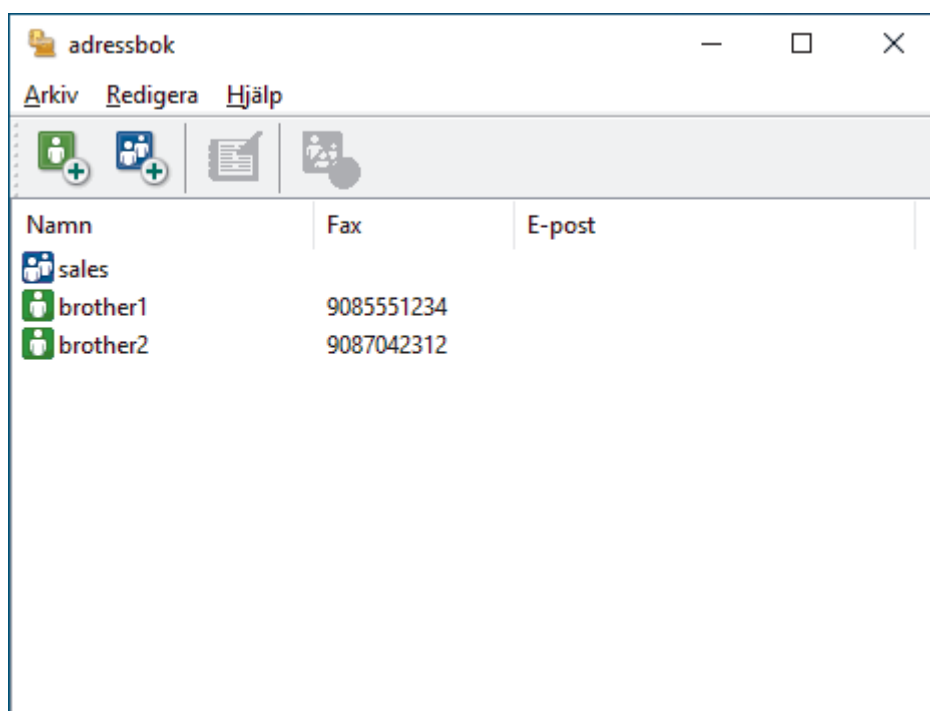 adressbok
Arkiv Redigera Hjälp
Namn Fax E-post
sales
brother1 9085551234
brother2 9087042312